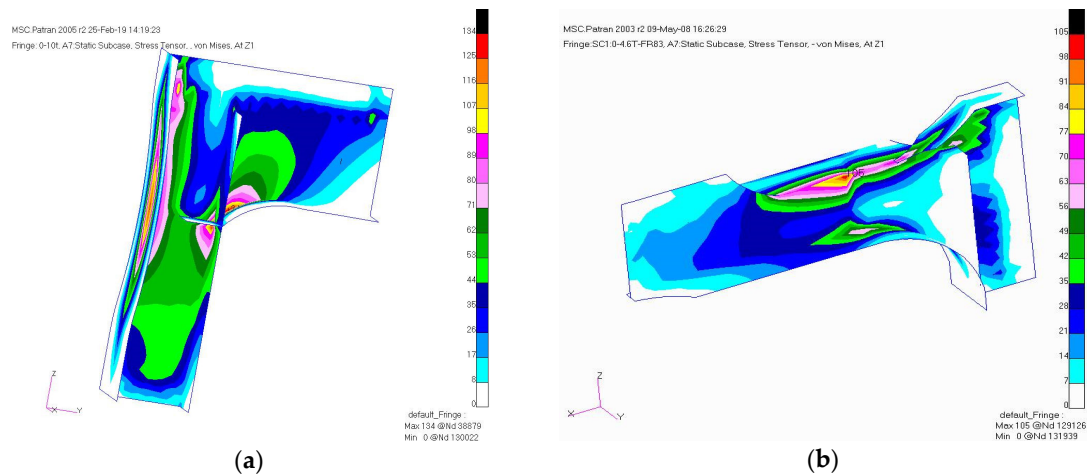 MSC.Patran 2005 r2 25-Feb-19 14:19:23
Fringe: 0-10t, A7:Static Subcase, Stress Tensor, , von Mises, At Z1
134
125
116
107
98
89
80
71
62
53
44
35
26
17
8
0
Z
X
Y
default_Fringe :
Max 134 @Nd 38879
Min 0 @Nd 130022
(a)
MSC.Patran 2003 r2 09-May-08 16:26:29
Fringe:SC1:0-4.6T-FR83, A7:Static Subcase, Stress Tensor, - von Mises, At Z1
105
105
98
91
84
77
70
63
56
49
42
35
28
21
14
7
0
Z
X
Y
default_Fringe :
Max 105 @Nd 129126
Min 0 @Nd 131939
(b)